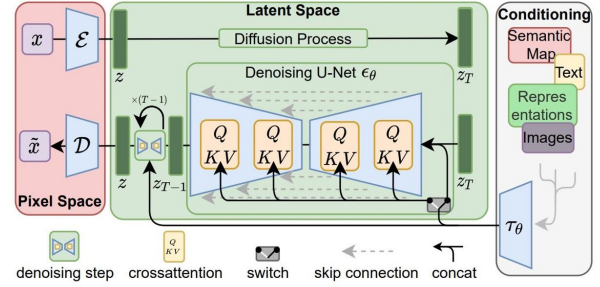 Latent Space
Conditioning
x
ℰ
Diffusion Process
Semantic
Map
z
z_T
Text
Denoising U-Net ϵ_θ
Repres
entations
×(T−1)
Images
Q
KV
Q
KV
Q
KV
Q
KV
x̃
𝒟
z
z_{T−1}
z_T
Pixel Space
τ_θ
Q
KV
denoising step
crossattention
switch
skip connection
concat